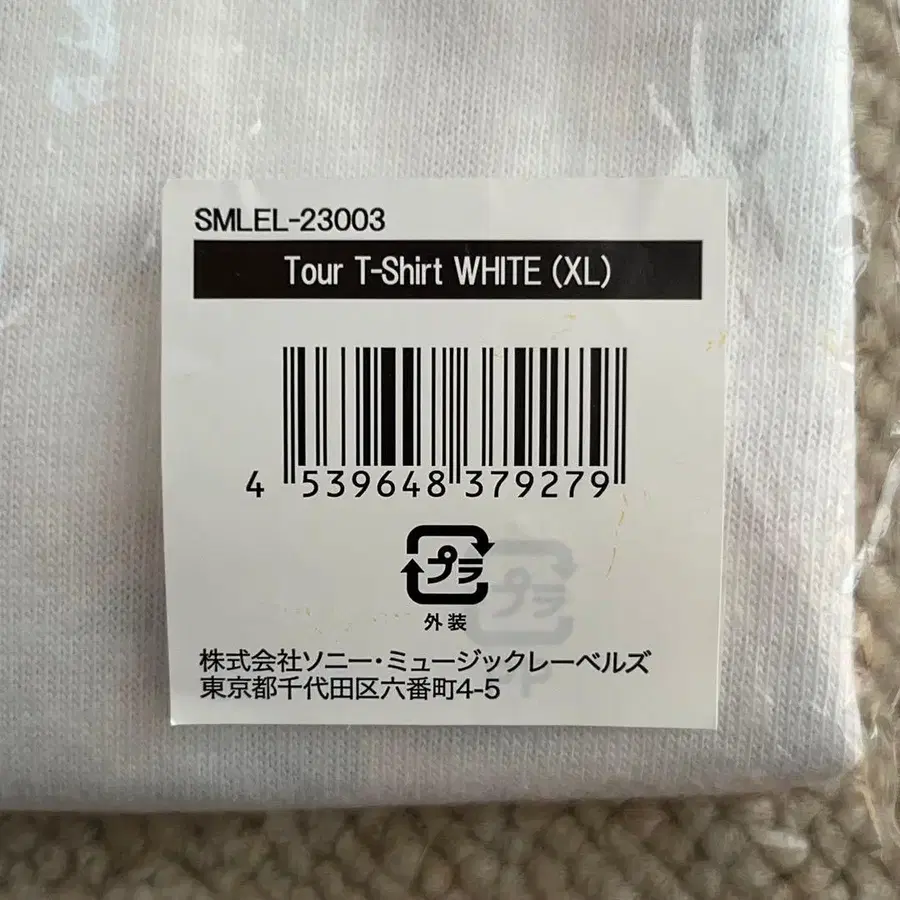 SMLEL-23003
Tour T-Shirt WHITE (XL)
4 539648 379279
プラ
プラ
外装
株式会社ソニー・ミュージックレーベルズ
東京都千代田区六番町4-5